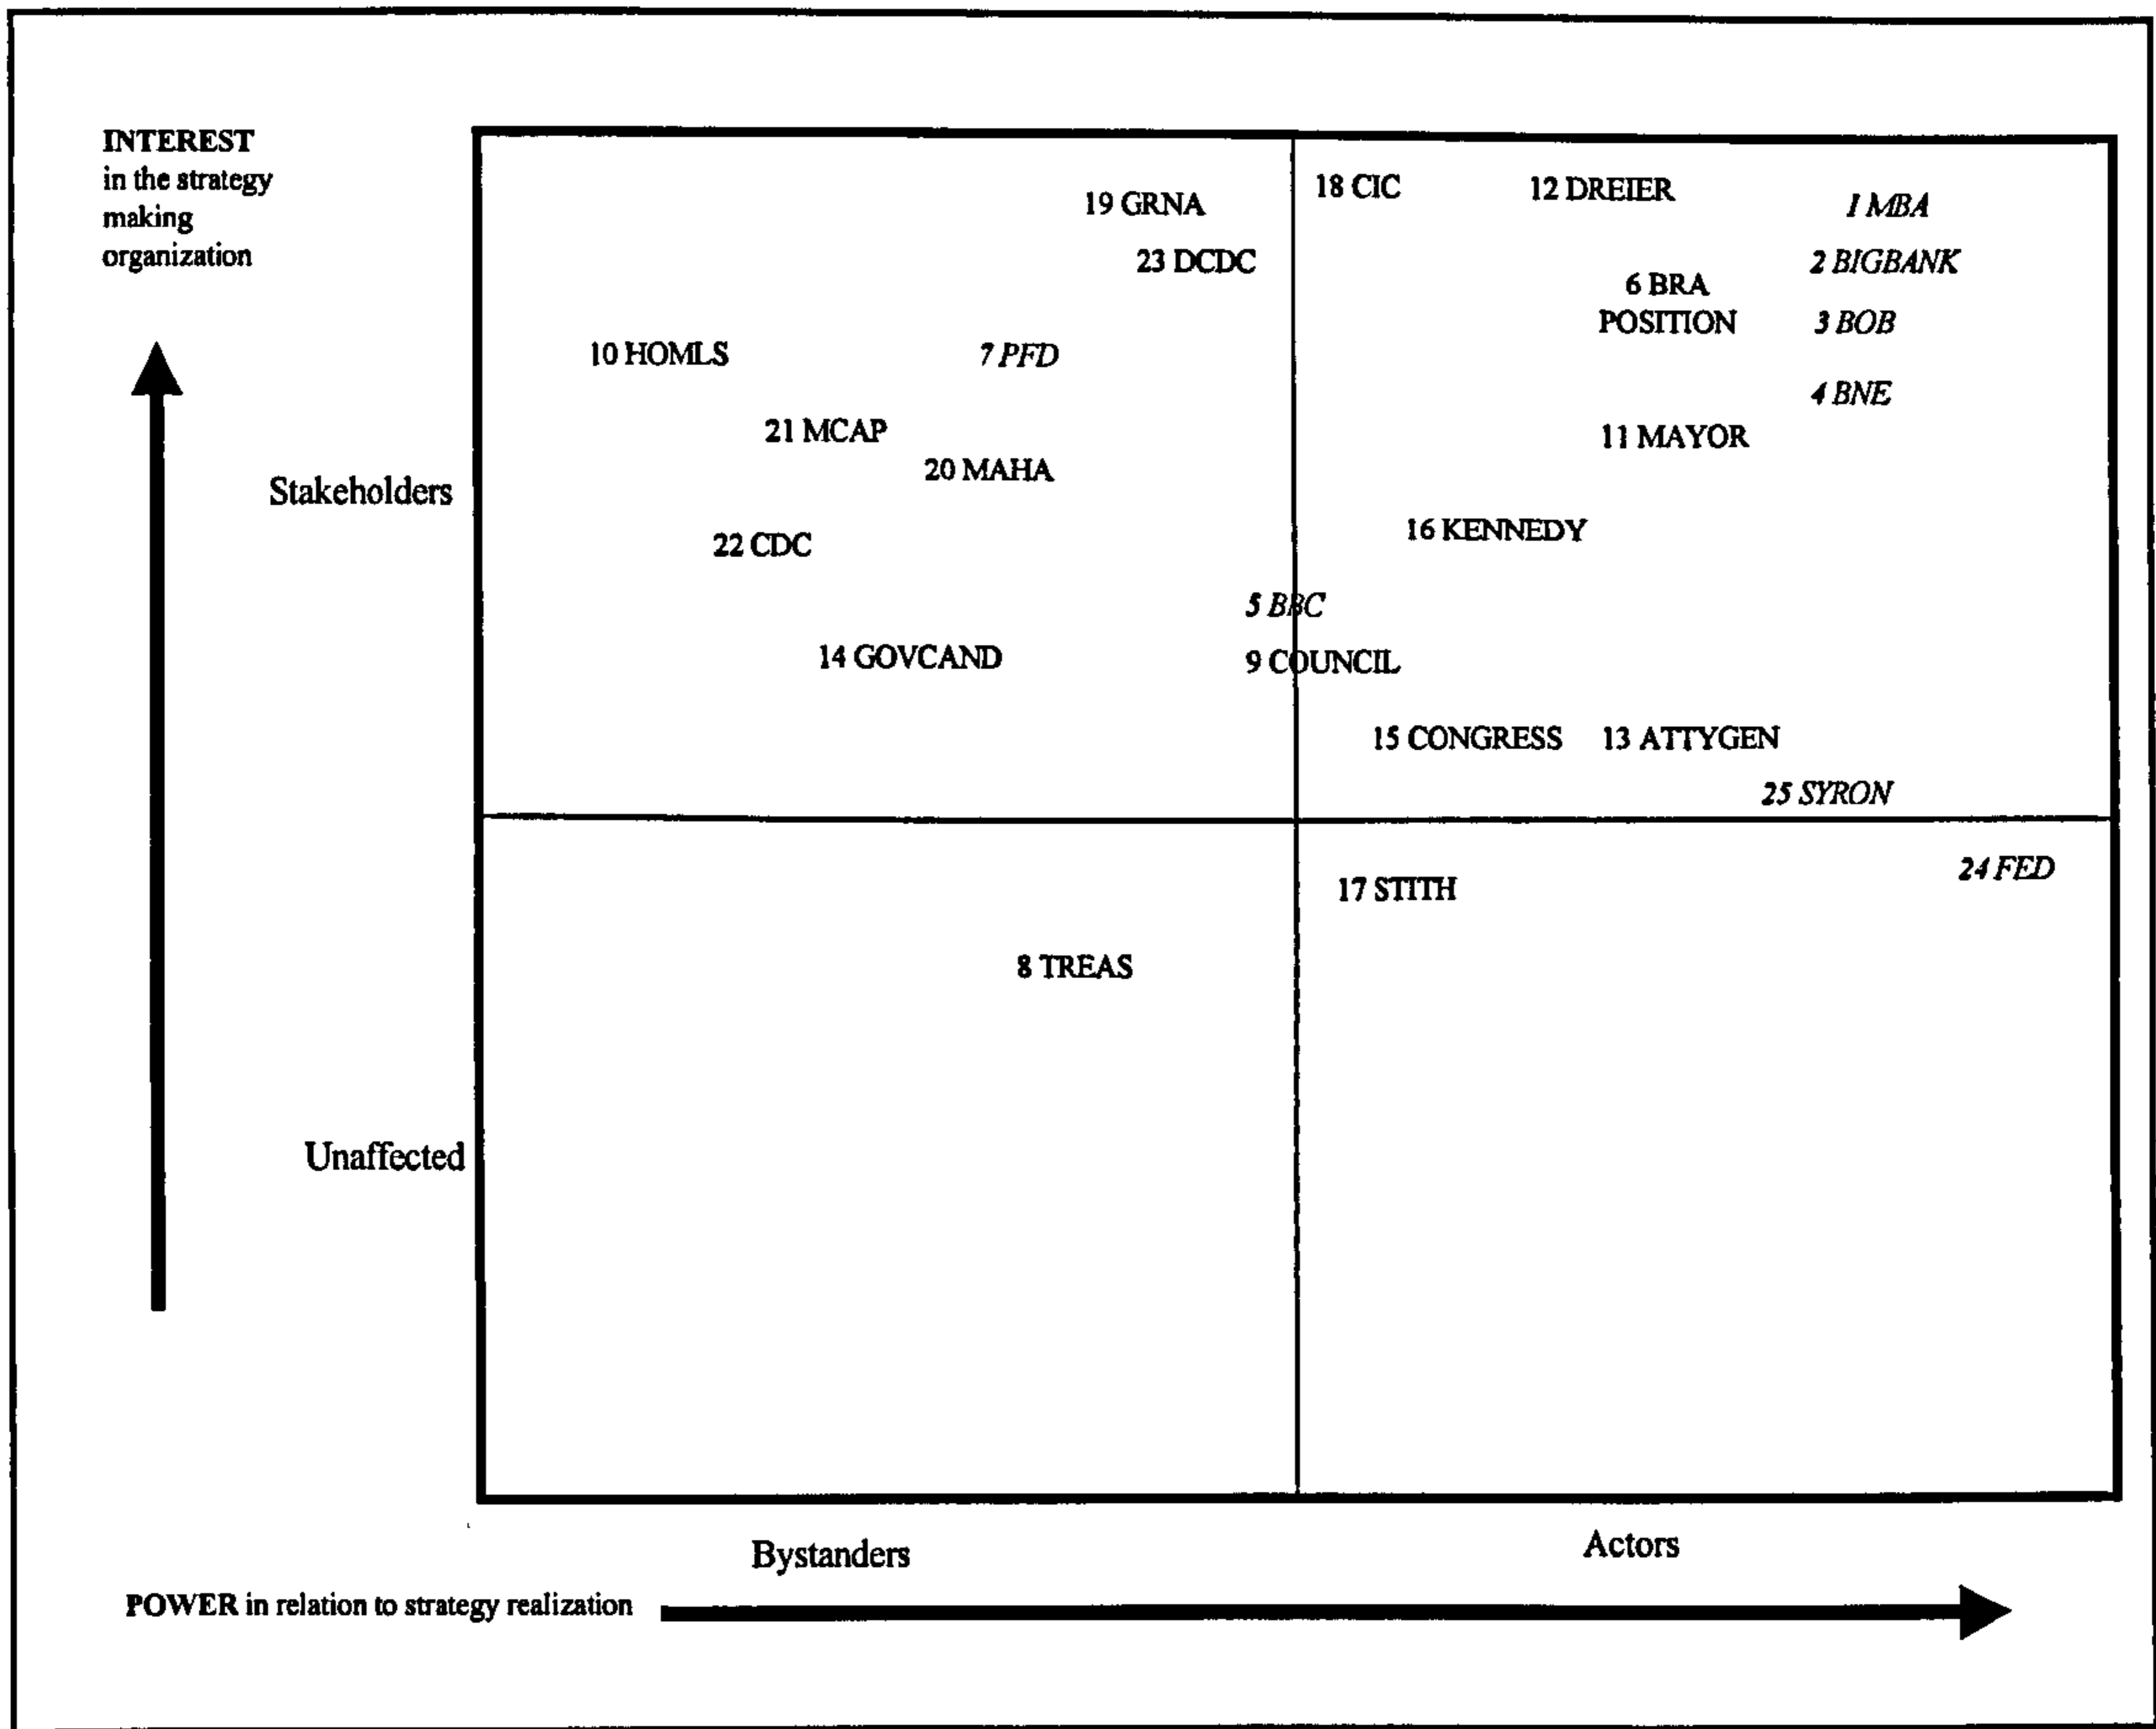 INTEREST
in the strategy
making
organization
19 GRNA
18 CIC
12 DREIER
1 MBA
23 DCDC
2 BIGBANK
6 BRA
POSITION
3 BOB
10 HOMLS
7 PFD
4 BNE
21 MCAP
11 MAYOR
20 MAHA
Stakeholders
16 KENNEDY
22 CDC
5 BBC
14 GOVCAND
9 COUNCIL
15 CONGRESS
13 ATTYGEN
25 SYRON
24 FED
17 STITH
8 TREAS
Unaffected
Bystanders
Actors
POWER in relation to strategy realization